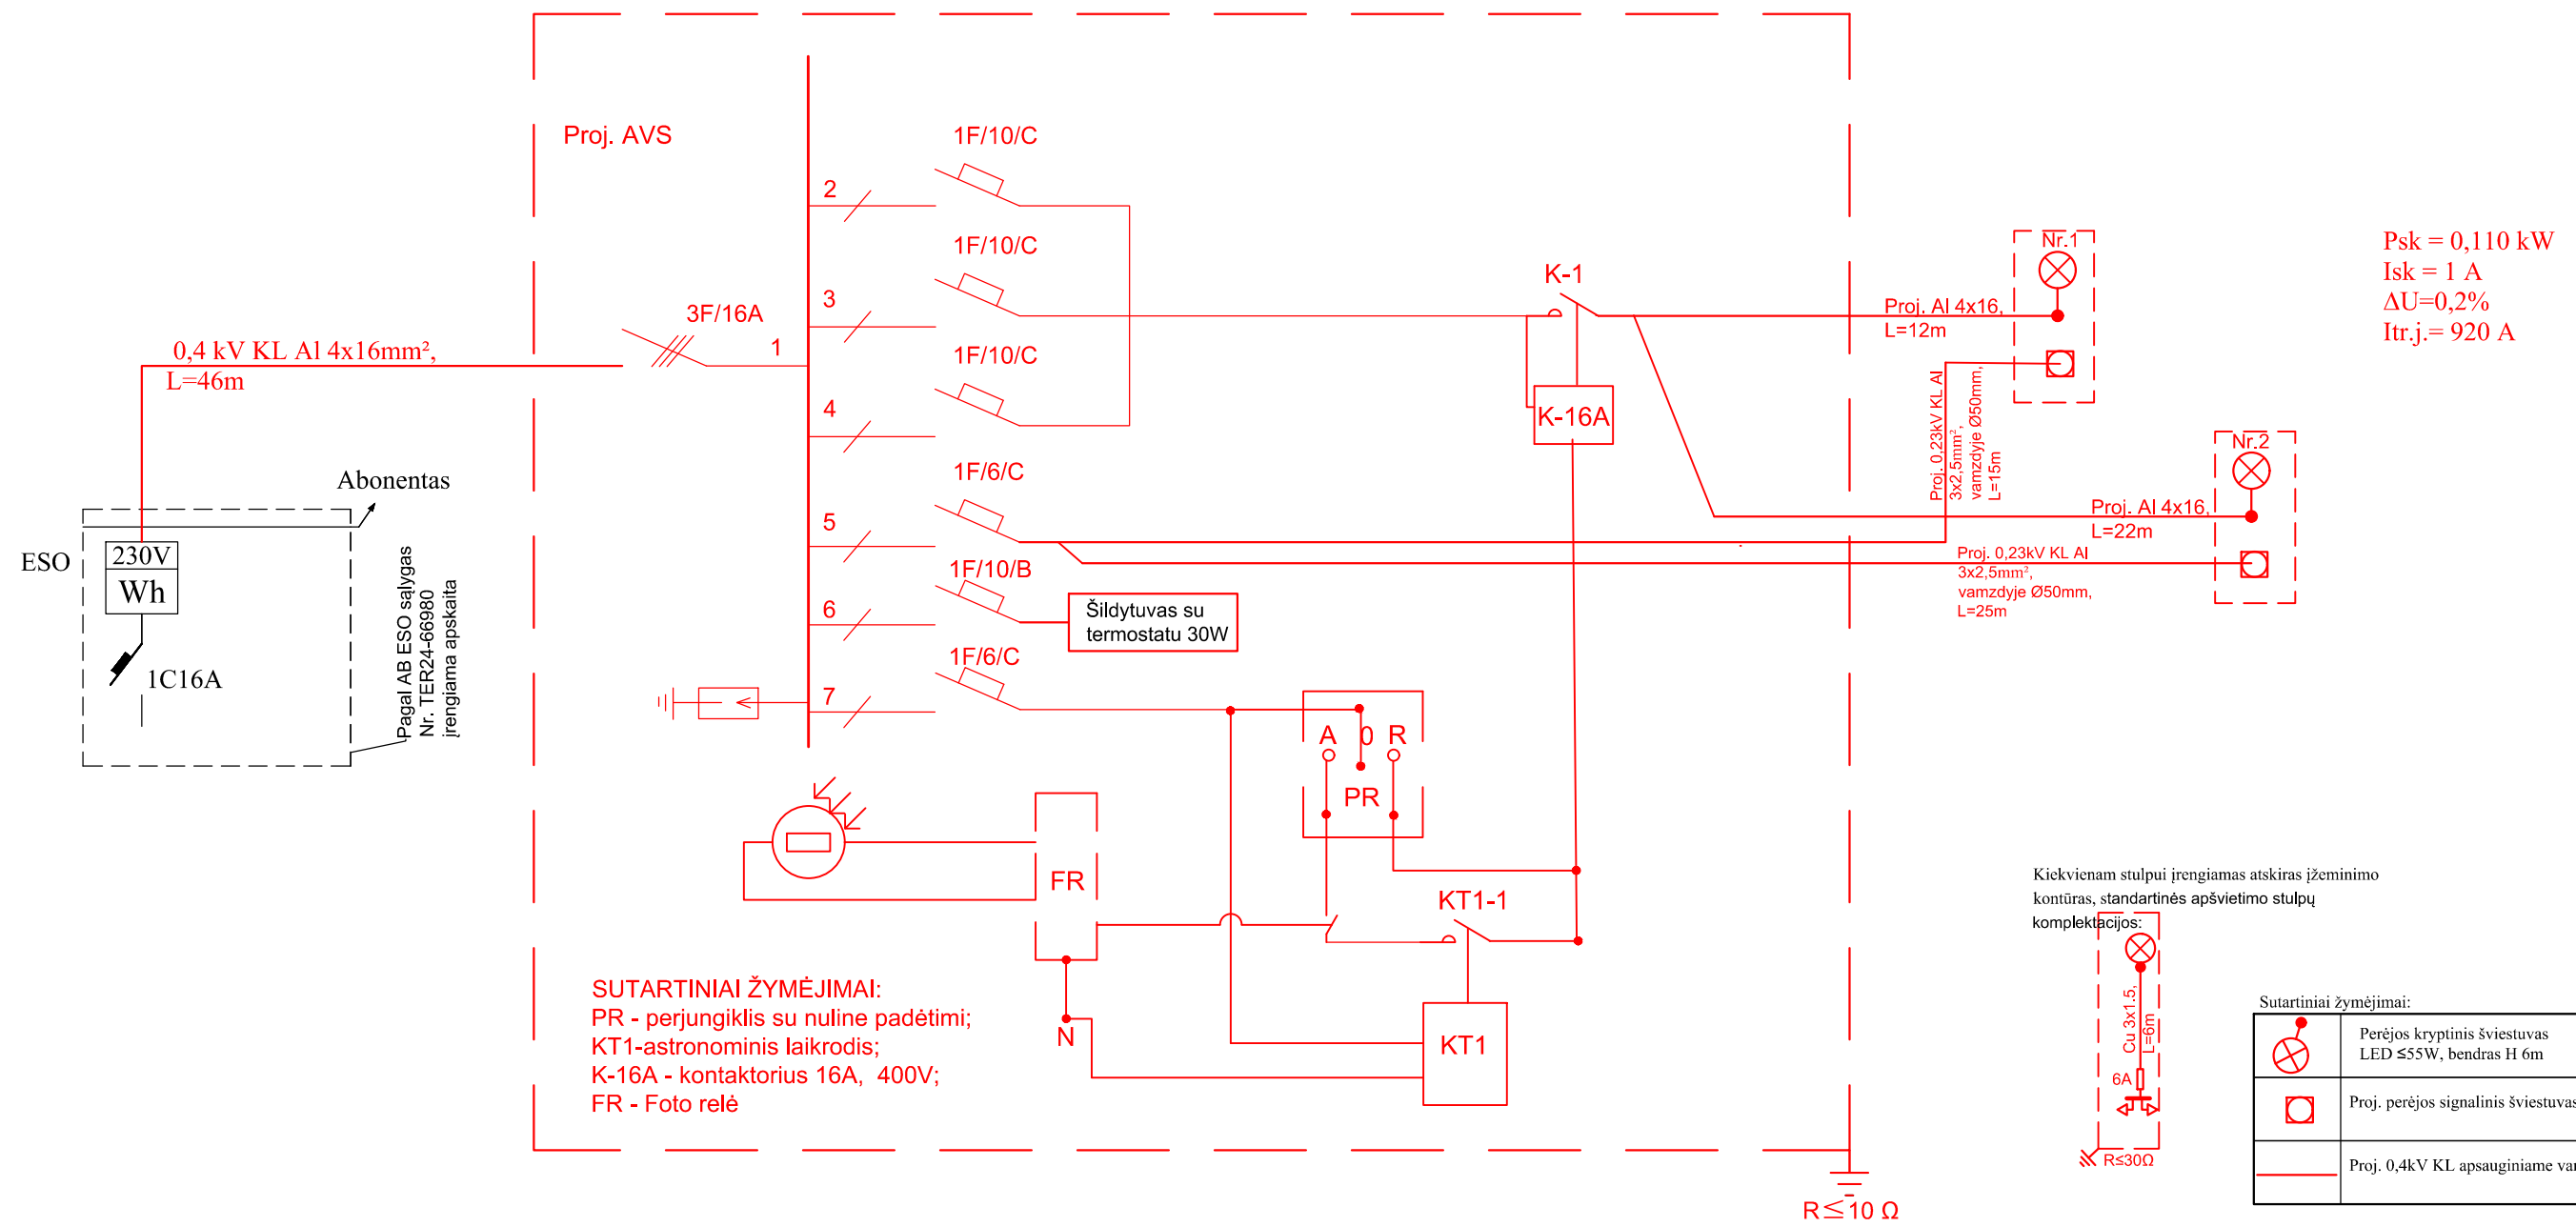 Proj. AVS
1F/10/C
2
1F/10/C
3
3F/16A
1
1F/10/C
4
1F/6/C
5
1F/10/B
6
Šildytuvas su
termostatu 30W
1F/6/C
7
0,4 kV KL Al 4x16mm²,
L=46m
Abonentas
ESO
230V
Wh
1C16A
Pagal AB ESO sąlygas
Nr. TER24-66980
įrengiama apskaita
K-1
K-16A
A 0 R
PR
FR
KT1-1
KT1
N
SUTARTINIAI ŽYMĖJIMAI:
PR - perjungiklis su nuline padėtimi;
KT1-astronominis laikrodis;
K-16A - kontaktorius 16A, 400V;
FR - Foto relė
R≤10 Ω
Proj. Al 4x16,
L=12m
Nr.1
Proj. 0,23kV KL Al
3x2,5mm²,
vamzdyje Ø50mm,
L=15m
Nr.2
Proj. Al 4x16,
L=22m
Proj. 0,23kV KL Al
3x2,5mm²,
vamzdyje Ø50mm,
L=25m
Psk = 0,110 kW
Isk = 1 A
ΔU=0,2%
Itr.j.= 920 A
Kiekvienam stulpui įrengiamas atskiras įžeminimo
kontūras, standartinės apšvietimo stulpų
komplektacijos:
Cu 3x1.5,
L=6m
6A
R≤30Ω
Sutartiniai žymėjimai:
Perėjos kryptinis šviestuvas
LED ≤55W, bendras H 6m
Proj. perėjos signalinis šviestuvas
Proj. 0,4kV KL apsauginiame